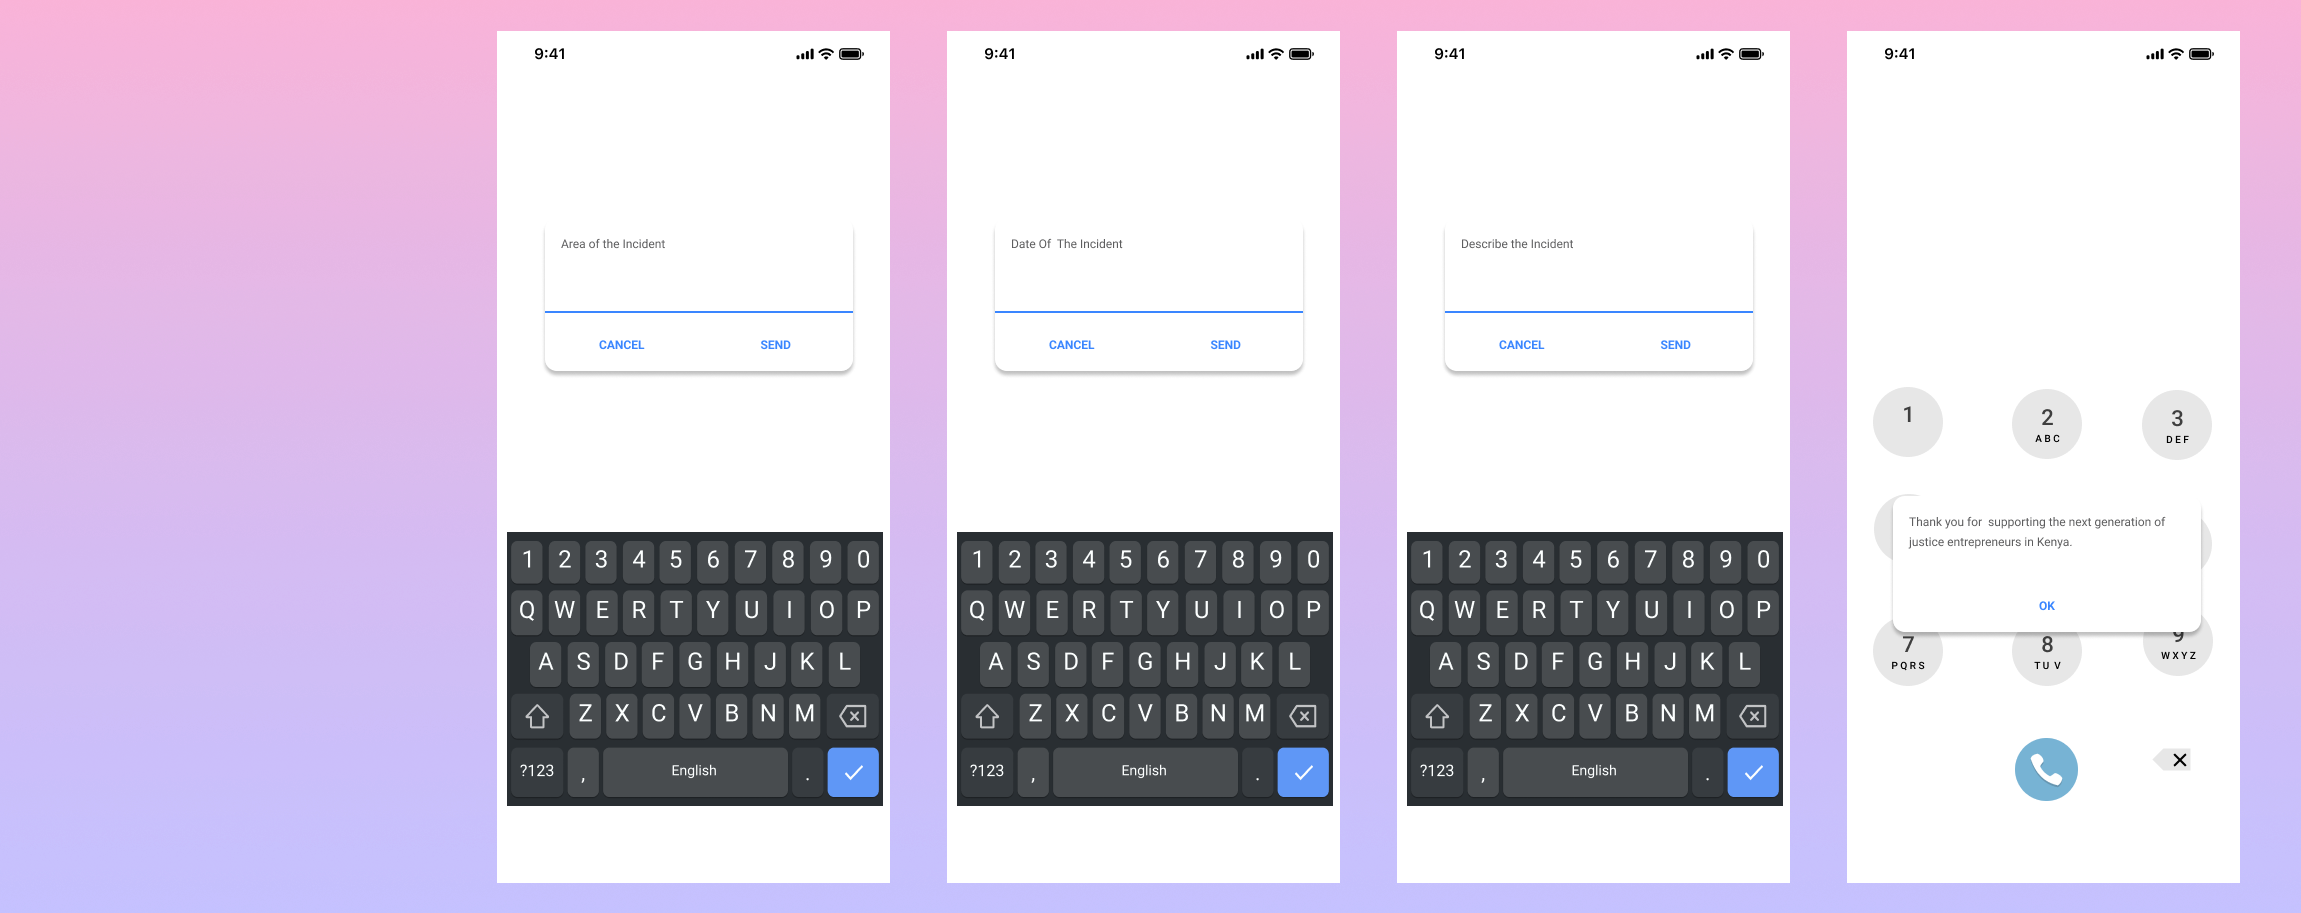 9:41
Area of the Incident
CANCEL SEND
1 2 3 4 5 6 7 8 9 0
Q W E R T Y U I O P
A S D F G H J K L
Z X C V B N M
?123 , English .
9:41
Date Of The Incident
CANCEL SEND
1 2 3 4 5 6 7 8 9 0
Q W E R T Y U I O P
A S D F G H J K L
Z X C V B N M
?123 , English .
9:41
Describe the Incident
CANCEL SEND
1 2 3 4 5 6 7 8 9 0
Q W E R T Y U I O P
A S D F G H J K L
Z X C V B N M
?123 , English .
9:41
1 2 3
ABC DEF
Thank you for supporting the next generation of
justice entrepreneurs in Kenya.
OK
7 8 9
PQRS TUV WXYZ